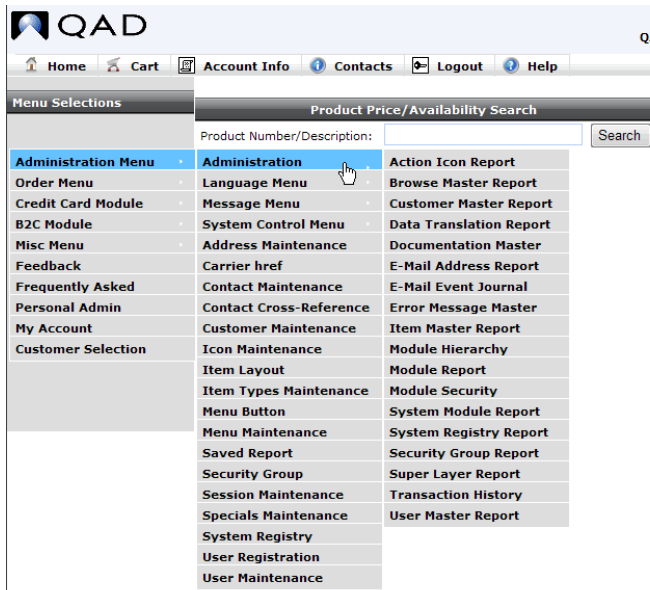 QAD
Q
Home Cart Account Info Contacts Logout Help
Menu Selections
Product Price/Availability Search
Product Number/Description:
Search
Administration Menu
Order Menu
Credit Card Module
B2C Module
Misc Menu
Feedback
Frequently Asked
Personal Admin
My Account
Customer Selection
Administration
Language Menu
Message Menu
System Control Menu
Address Maintenance
Carrier href
Contact Maintenance
Contact Cross-Reference
Customer Maintenance
Icon Maintenance
Item Layout
Item Types Maintenance
Menu Button
Menu Maintenance
Saved Report
Security Group
Session Maintenance
Specials Maintenance
System Registry
User Registration
User Maintenance
Action Icon Report
Browse Master Report
Customer Master Report
Data Translation Report
Documentation Master
E-Mail Address Report
E-Mail Event Journal
Error Message Master
Item Master Report
Module Hierarchy
Module Report
Module Security
System Module Report
System Registry Report
Security Group Report
Super Layer Report
Transaction History
User Master Report